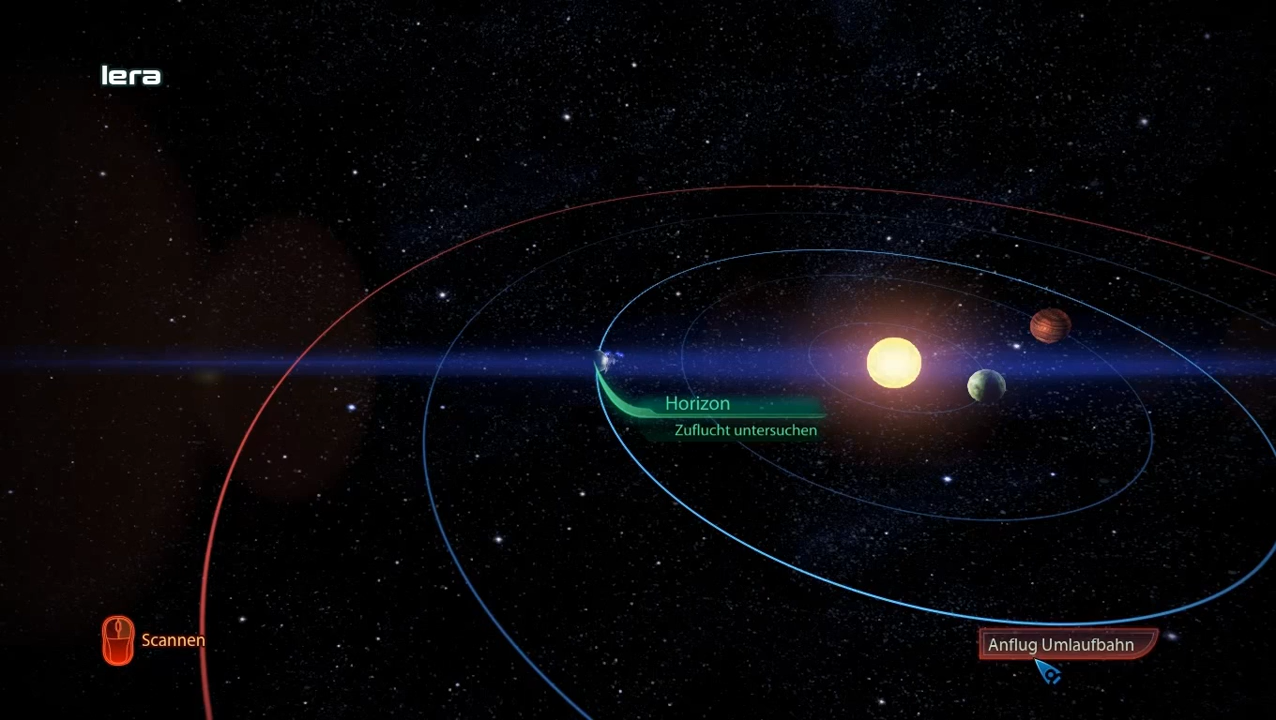 Iera
Horizon
Zuflucht untersuchen
Scannen
Anflug Umlaufbahn